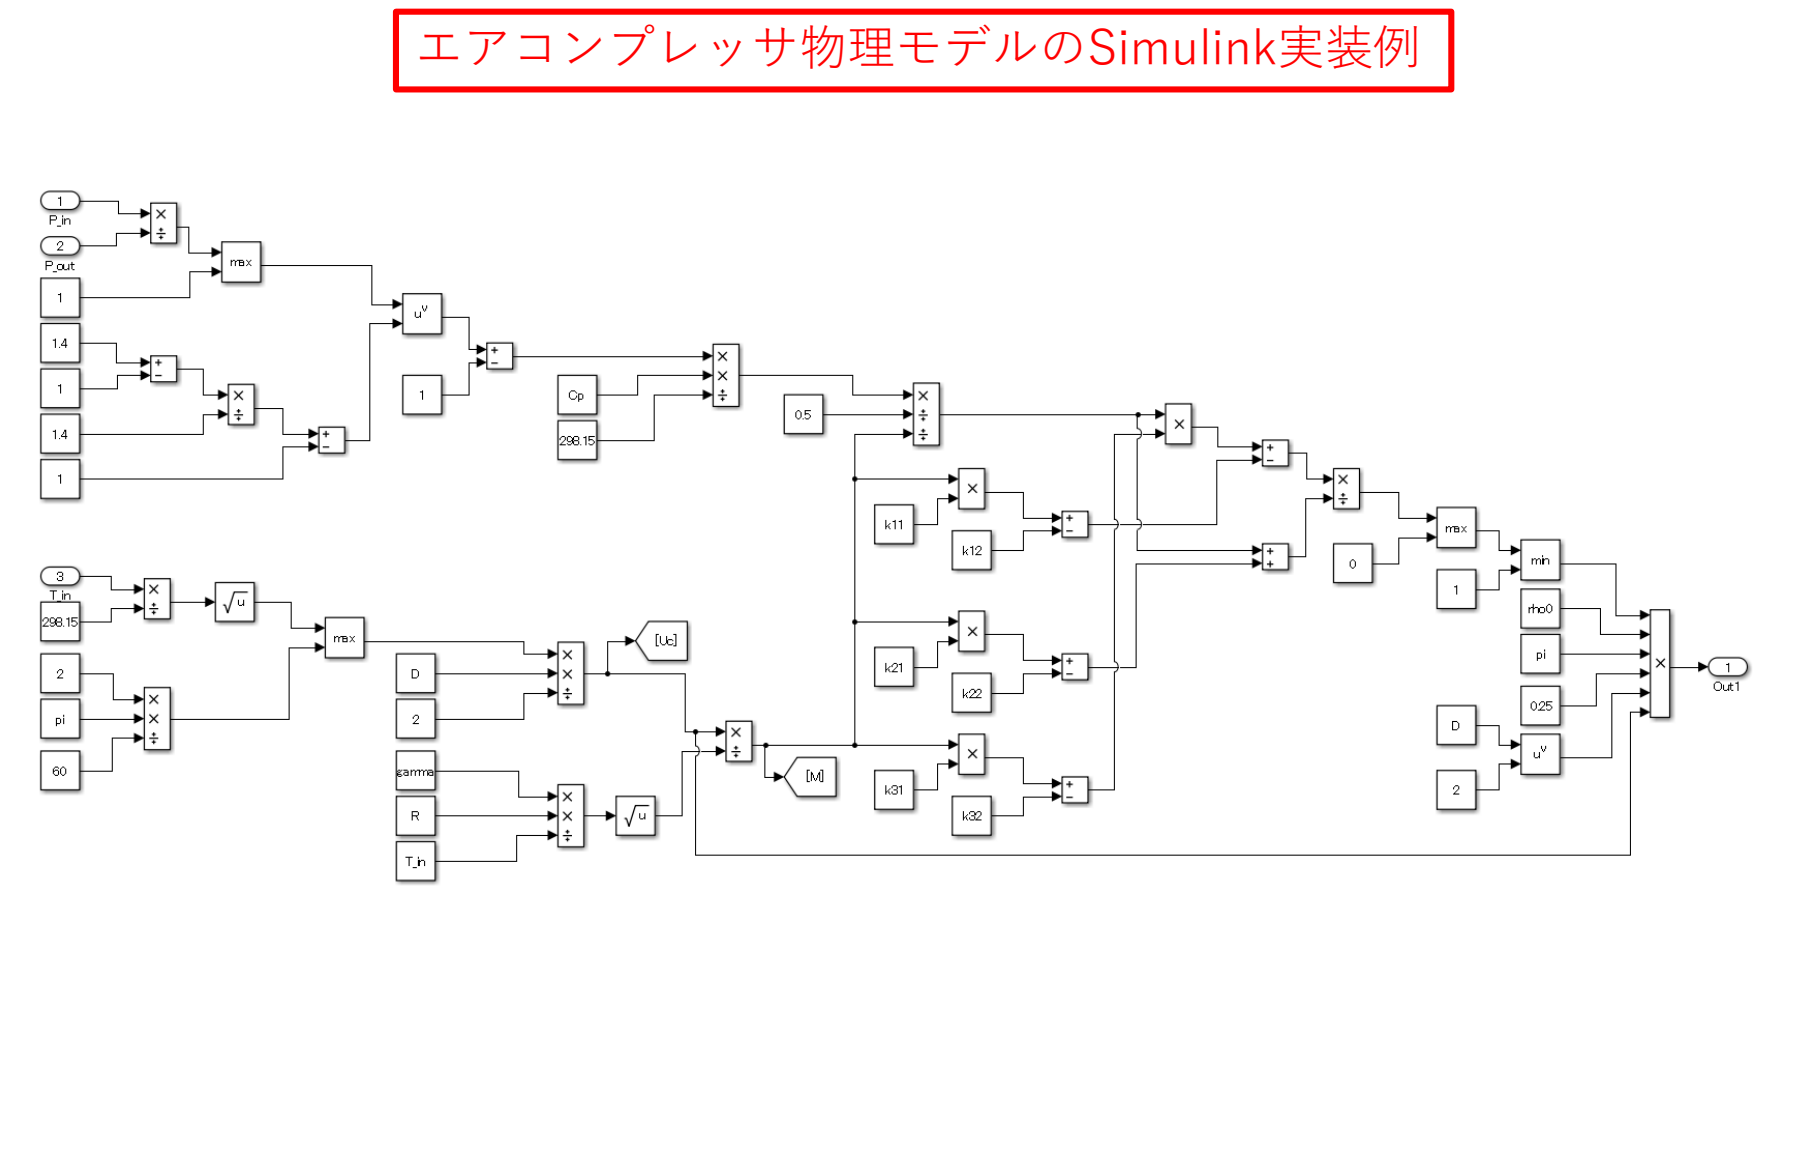 エアコンプレッサ物理モデルのSimulink実装例
1
P_in
×
÷
2
P_out
max
1
u^v
1.4
+
−
1
×
÷
1.4
+
−
1
+
−
1
Cp
298.15
×
×
÷
0.5
×
÷
÷
×
+
−
×
÷
k11
×
k12
+
−
+
+
0
max
1
min
3
T_in
298.15
×
÷
√u
max
2
pi
60
×
×
÷
D
2
×
×
÷
[Uc]
k21
×
k22
+
−
rho0
pi
0.25
×
1
Out1
gamma
R
T_in
×
×
÷
√u
×
÷
[M]
k31
×
k32
+
−
D
2
u^v